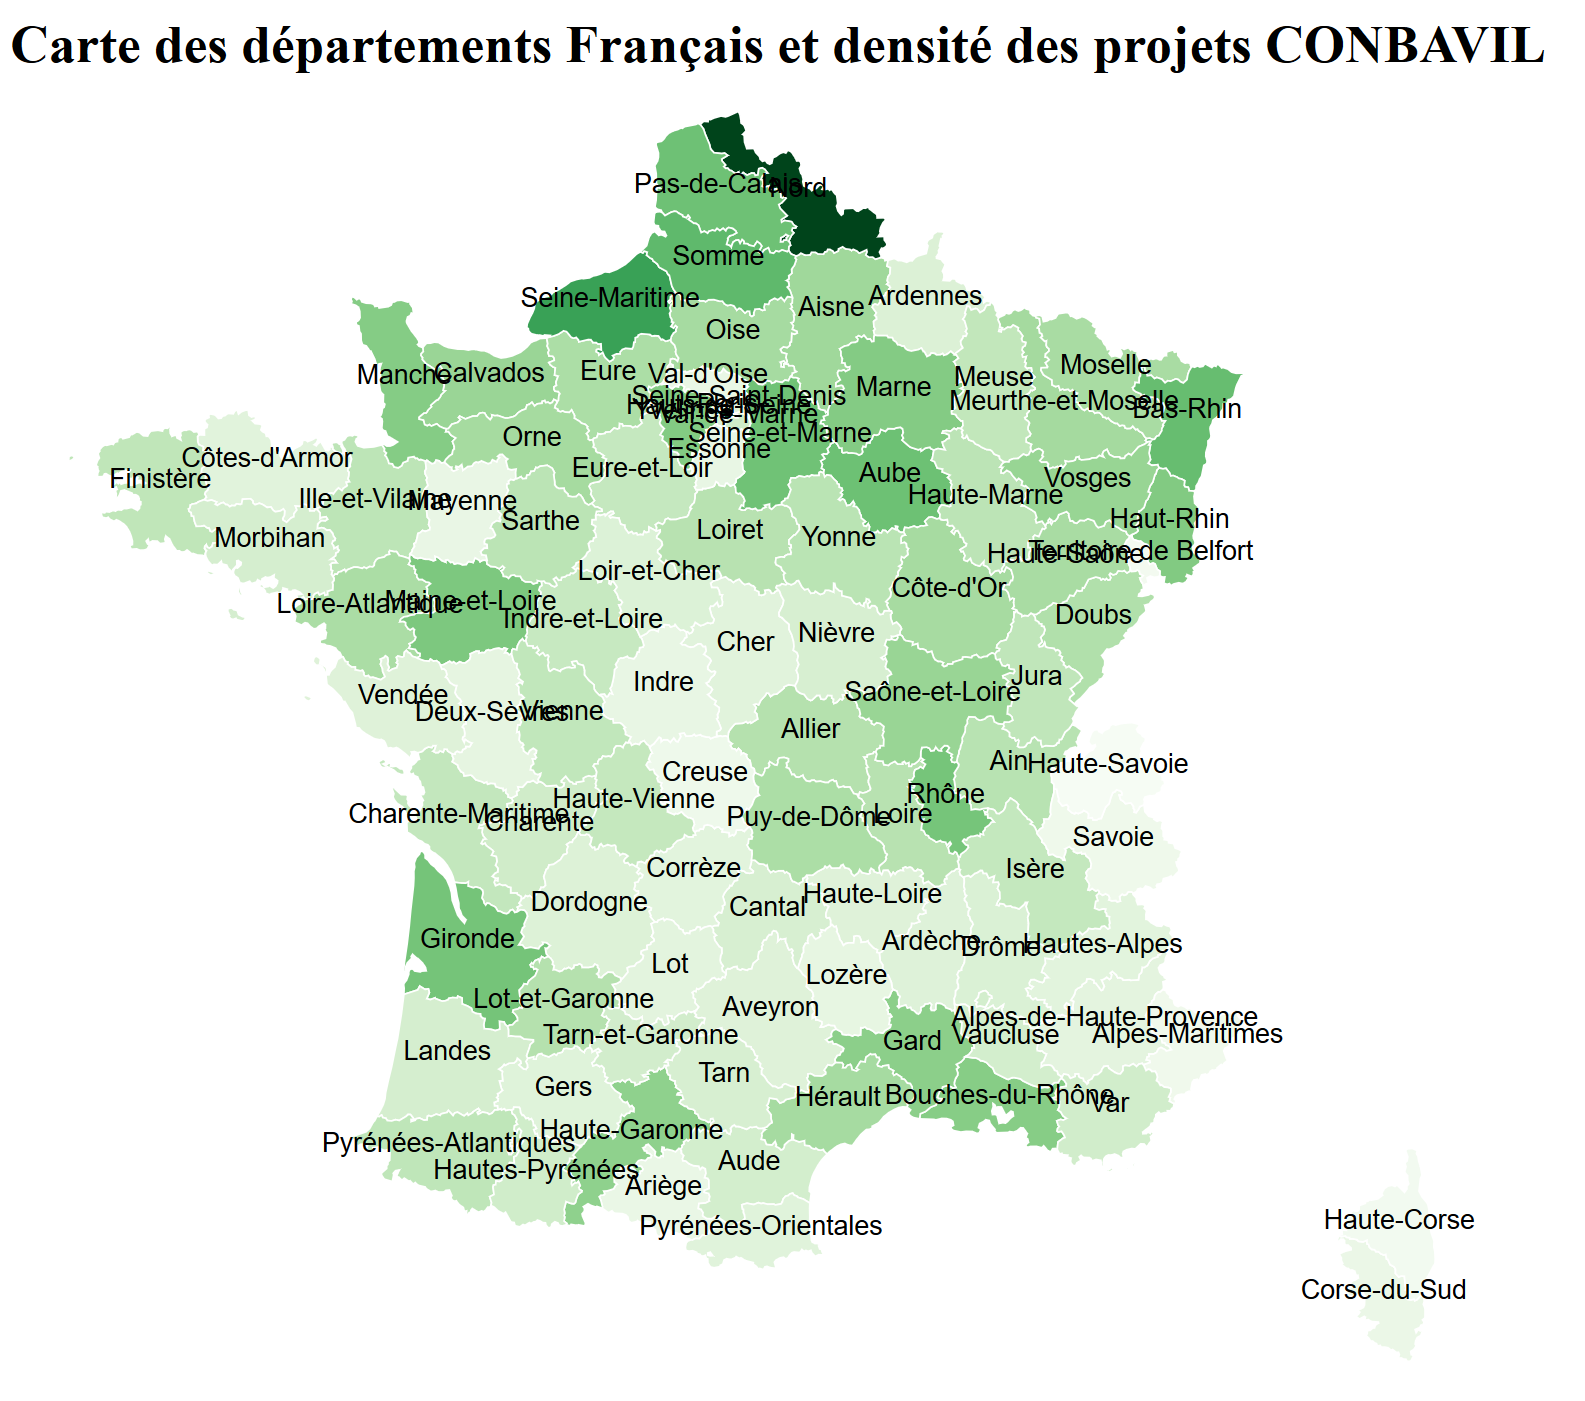 Carte des départements Français et densité des projets CONBAVIL
Pas-de-Calais
Nord
Somme
Seine-Maritime
Aisne
Ardennes
Oise
Manche
Calvados
Eure
Val-d'Oise
Marne
Meuse
Moselle
Seine-Saint-Denis
Paris
Hauts-de-Seine
Yvelines
Val-de-Marne
Meurthe-et-Moselle
Bas-Rhin
Orne
Seine-et-Marne
Essonne
Côtes-d'Armor
Finistère
Eure-et-Loir
Aube
Vosges
Ille-et-Vilaine
Mayenne
Haute-Marne
Sarthe
Haut-Rhin
Morbihan
Loiret
Yonne
Haute-Saône
Territoire de Belfort
Loir-et-Cher
Côte-d'Or
Loire-Atlantique
Maine-et-Loire
Indre-et-Loire
Doubs
Cher
Nièvre
Indre
Jura
Vendée
Saône-et-Loire
Deux-Sèvres
Vienne
Allier
Ain
Haute-Savoie
Creuse
Haute-Vienne
Rhône
Charente-Maritime
Charente
Puy-de-Dôme
Loire
Savoie
Corrèze
Isère
Dordogne
Cantal
Haute-Loire
Gironde
Ardèche
Drôme
Hautes-Alpes
Lot
Lozère
Lot-et-Garonne
Aveyron
Alpes-de-Haute-Provence
Tarn-et-Garonne
Gard
Vaucluse
Alpes-Maritimes
Landes
Tarn
Gers
Hérault
Bouches-du-Rhône
Var
Haute-Garonne
Pyrénées-Atlantiques
Hautes-Pyrénées
Aude
Ariège
Pyrénées-Orientales
Haute-Corse
Corse-du-Sud